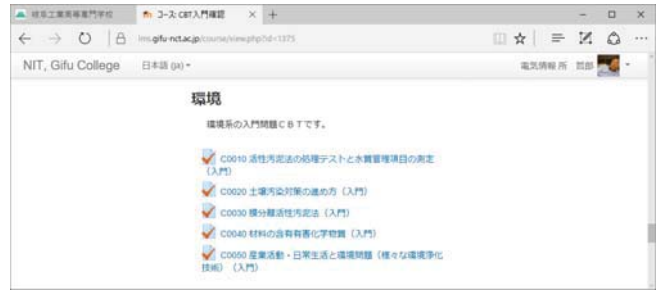 岐阜工業高等専門学校
コース: CBT入門確認
lms.gifu-nct.ac.jp/course/view.php?id=1375
NIT, Gifu College
日本語 (ja)
電気情報 所
環境
環境系の入門問題CBTです。
C0010 活性汚泥法の処理テストと水質管理項目の測定
(入門)
C0020 土壌汚染対策の進め方 (入門)
C0030 膜分離活性汚泥法 (入門)
C0040 材料の含有有害化学物質 (入門)
C0050 産業活動・日常生活と環境問題 (様々な環境浄化
技術) (入門)